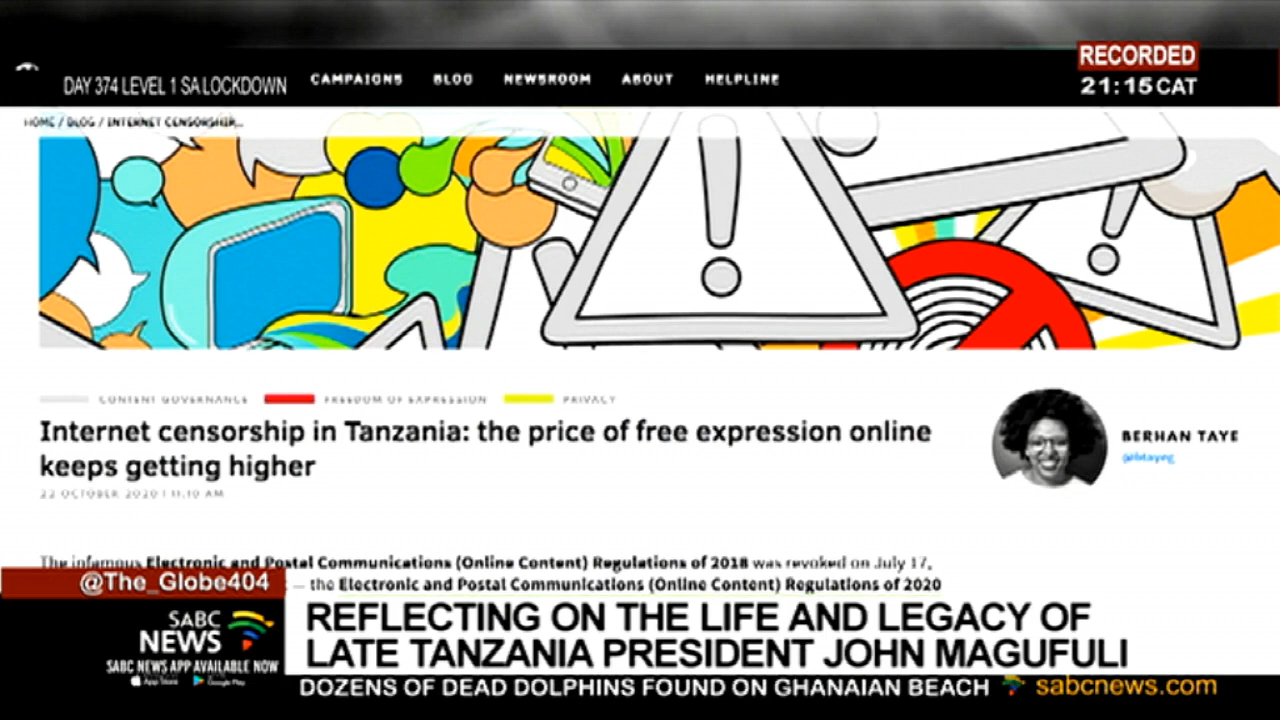 RECORDED
21:15 CAT
DAY 374 LEVEL 1 SA LOCKDOWN
CAMPAIGNS BLOG NEWSROOM ABOUT HELPLINE
HOME / BLOG / INTERNET CENSORSHIP...
CONTENT GOVERNANCE FREEDOM OF EXPRESSION PRIVACY
Internet censorship in Tanzania: the price of free expression online
keeps getting higher
BERHAN TAYE
@btayeg
22 OCTOBER 2020 | 11:10 AM
The infamous Electronic and Postal Communications (Online Content) Regulations of 2018 was revoked on July 17,
— the Electronic and Postal Communications (Online Content) Regulations of 2020
@The_Globe404
SABC
NEWS
SABC NEWS APP AVAILABLE NOW
App Store Google Play
REFLECTING ON THE LIFE AND LEGACY OF
LATE TANZANIA PRESIDENT JOHN MAGUFULI
DOZENS OF DEAD DOLPHINS FOUND ON GHANAIAN BEACH sabcnews.com